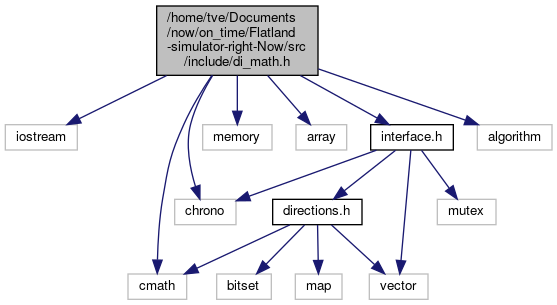 /home/tve/Documents
/now/on_time/Flatland
-simulator-right-Now/src
/include/di_math.h
iostream
memory
array
interface.h
algorithm
chrono
directions.h
mutex
cmath
bitset
map
vector